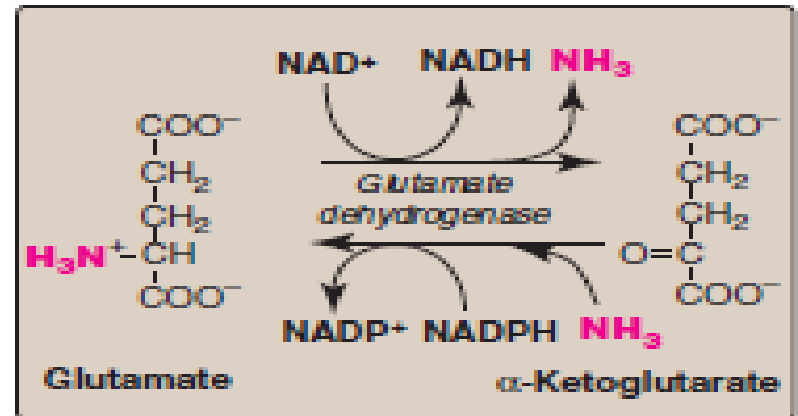 NAD+ NADH NH₃
COO⁻ COO⁻
CH₂ CH₂
Glutamate
CH₂ CH₂
dehydrogenase
H₃N⁺-CH O=C
COO⁻ COO⁻
NADP⁺ NADPH NH₃
Glutamate α-Ketoglutarate